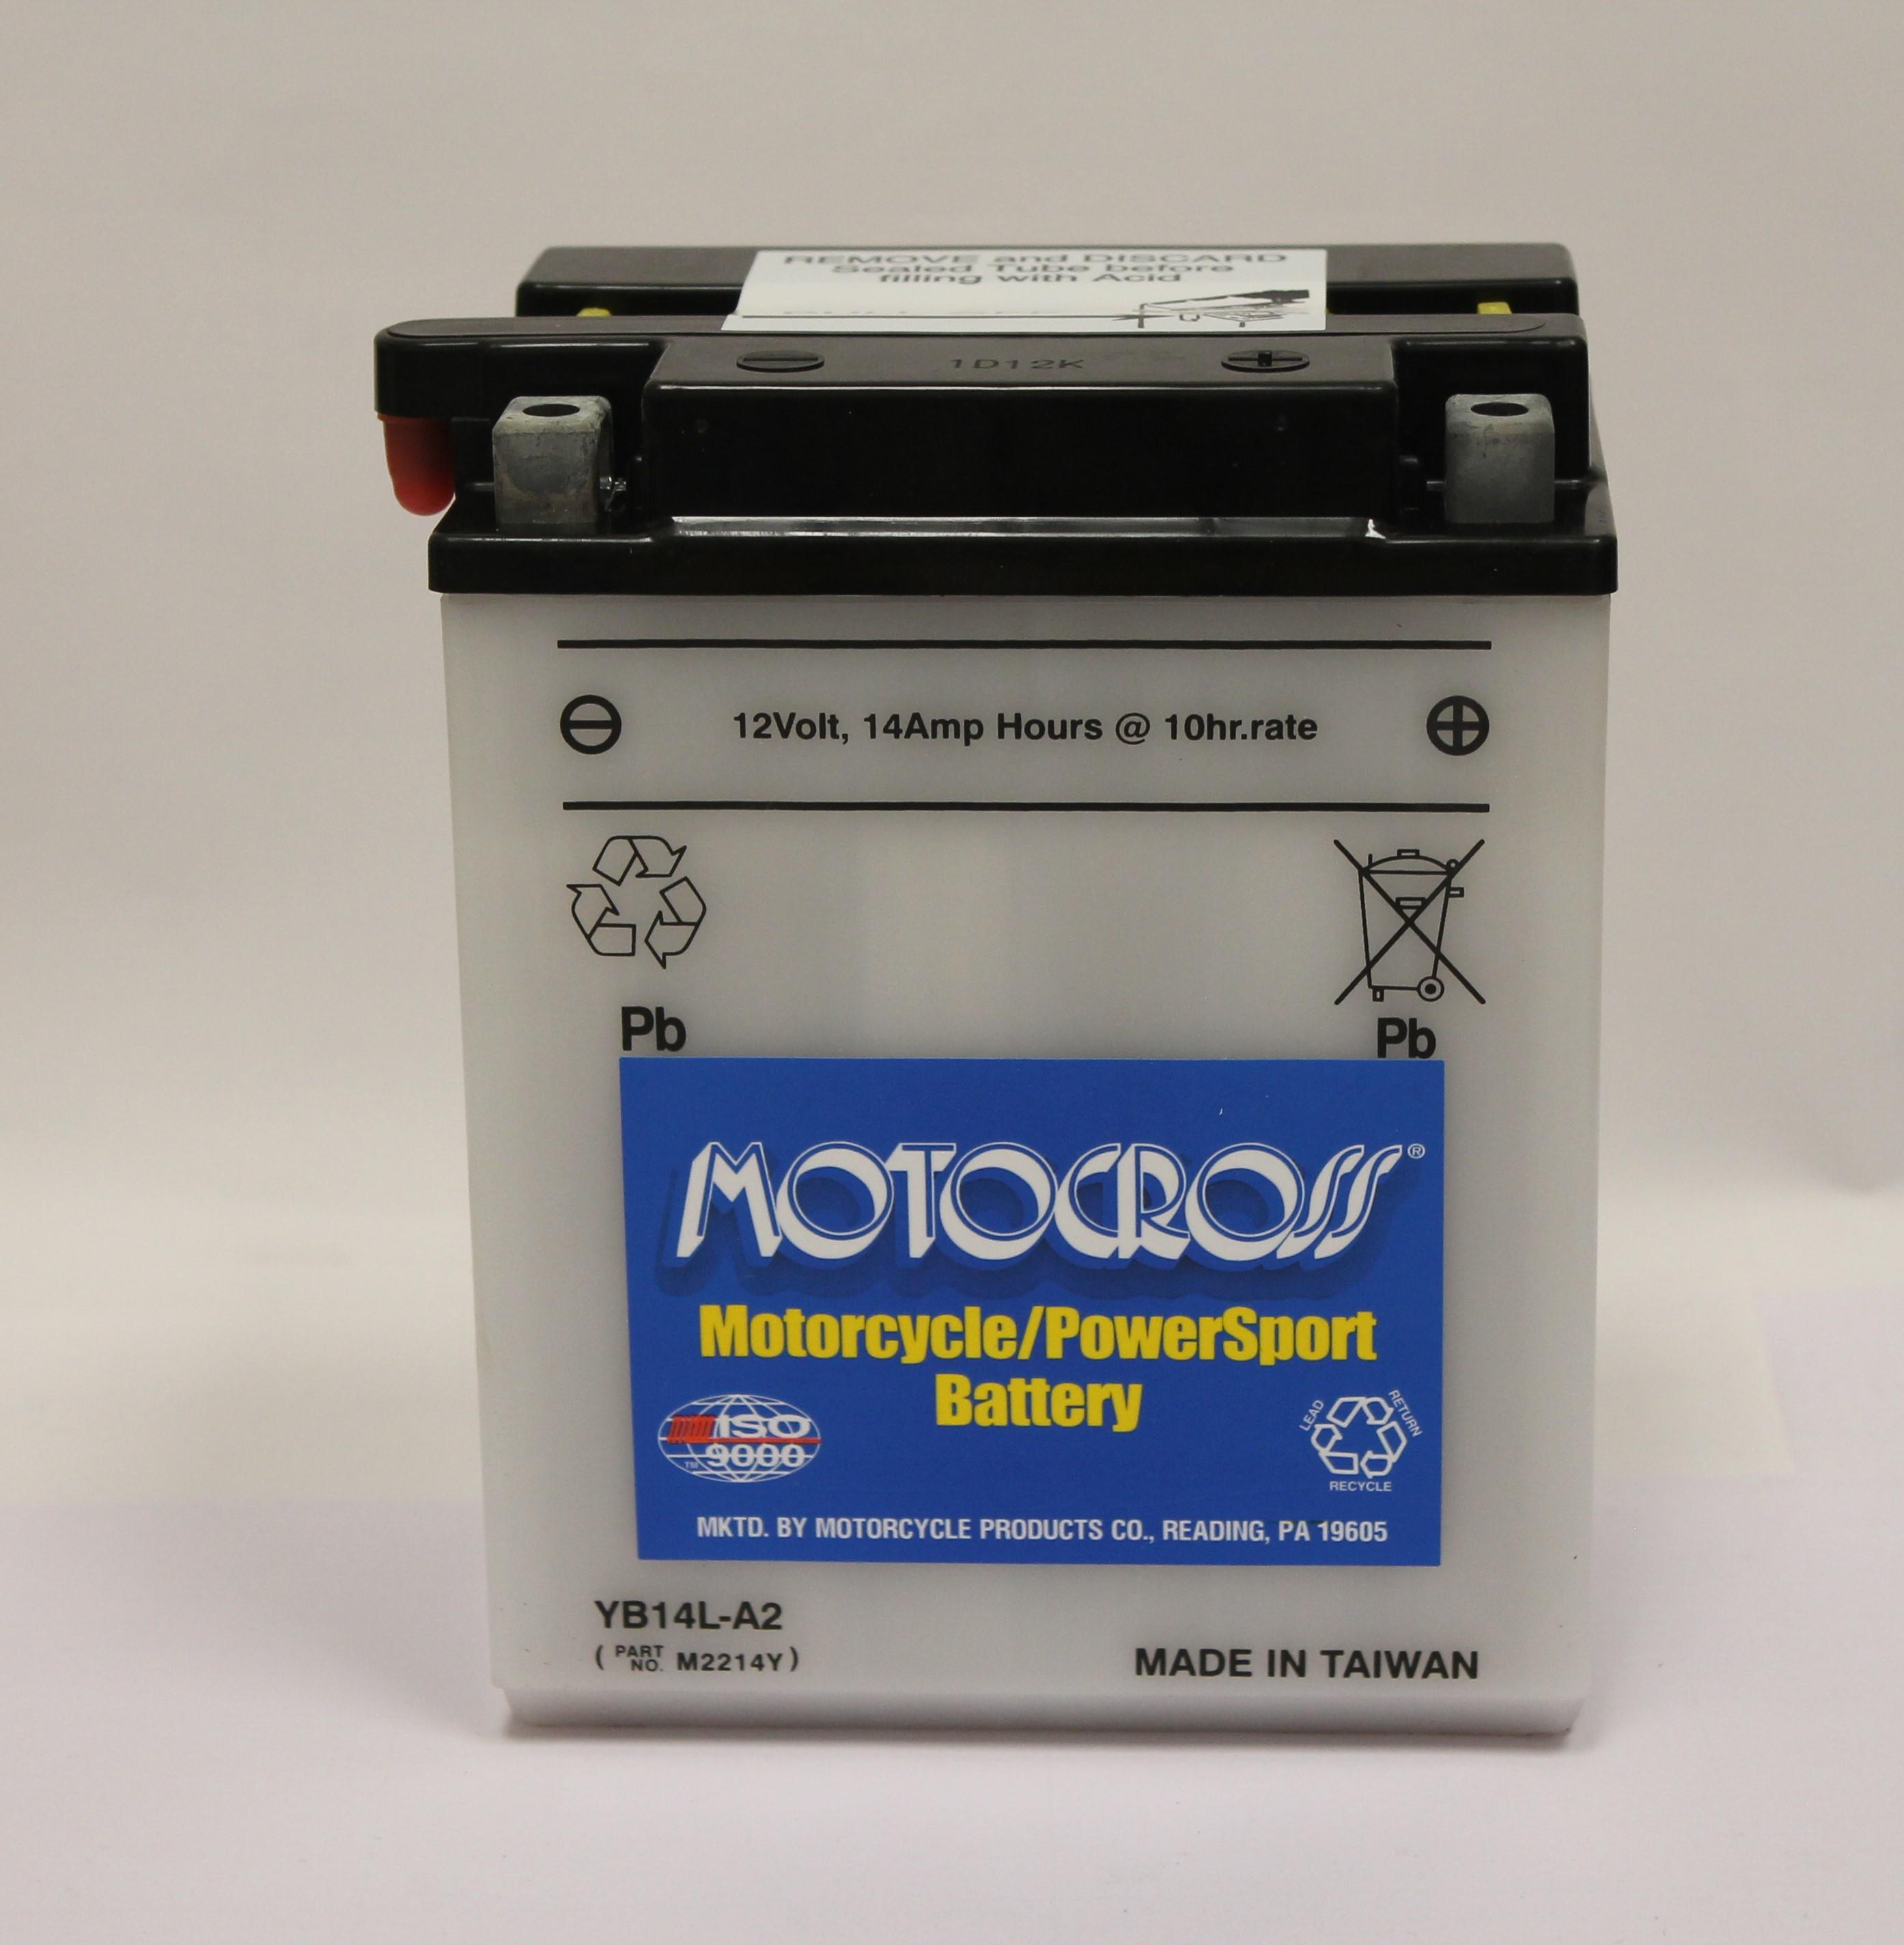 REMOVE and DISCARD
Sealed Tube before
filling with Acid
1D12K
12Volt, 14Amp Hours @ 10hr.rate
Pb
Pb
MOTOCROSS®
Motorcycle/PowerSport
Battery
ISO
9000
TM
LEAD
RETURN
RECYCLE
MKTD. BY MOTORCYCLE PRODUCTS CO., READING, PA 19605
YB14L-A2
( PART NO. M2214Y )
MADE IN TAIWAN